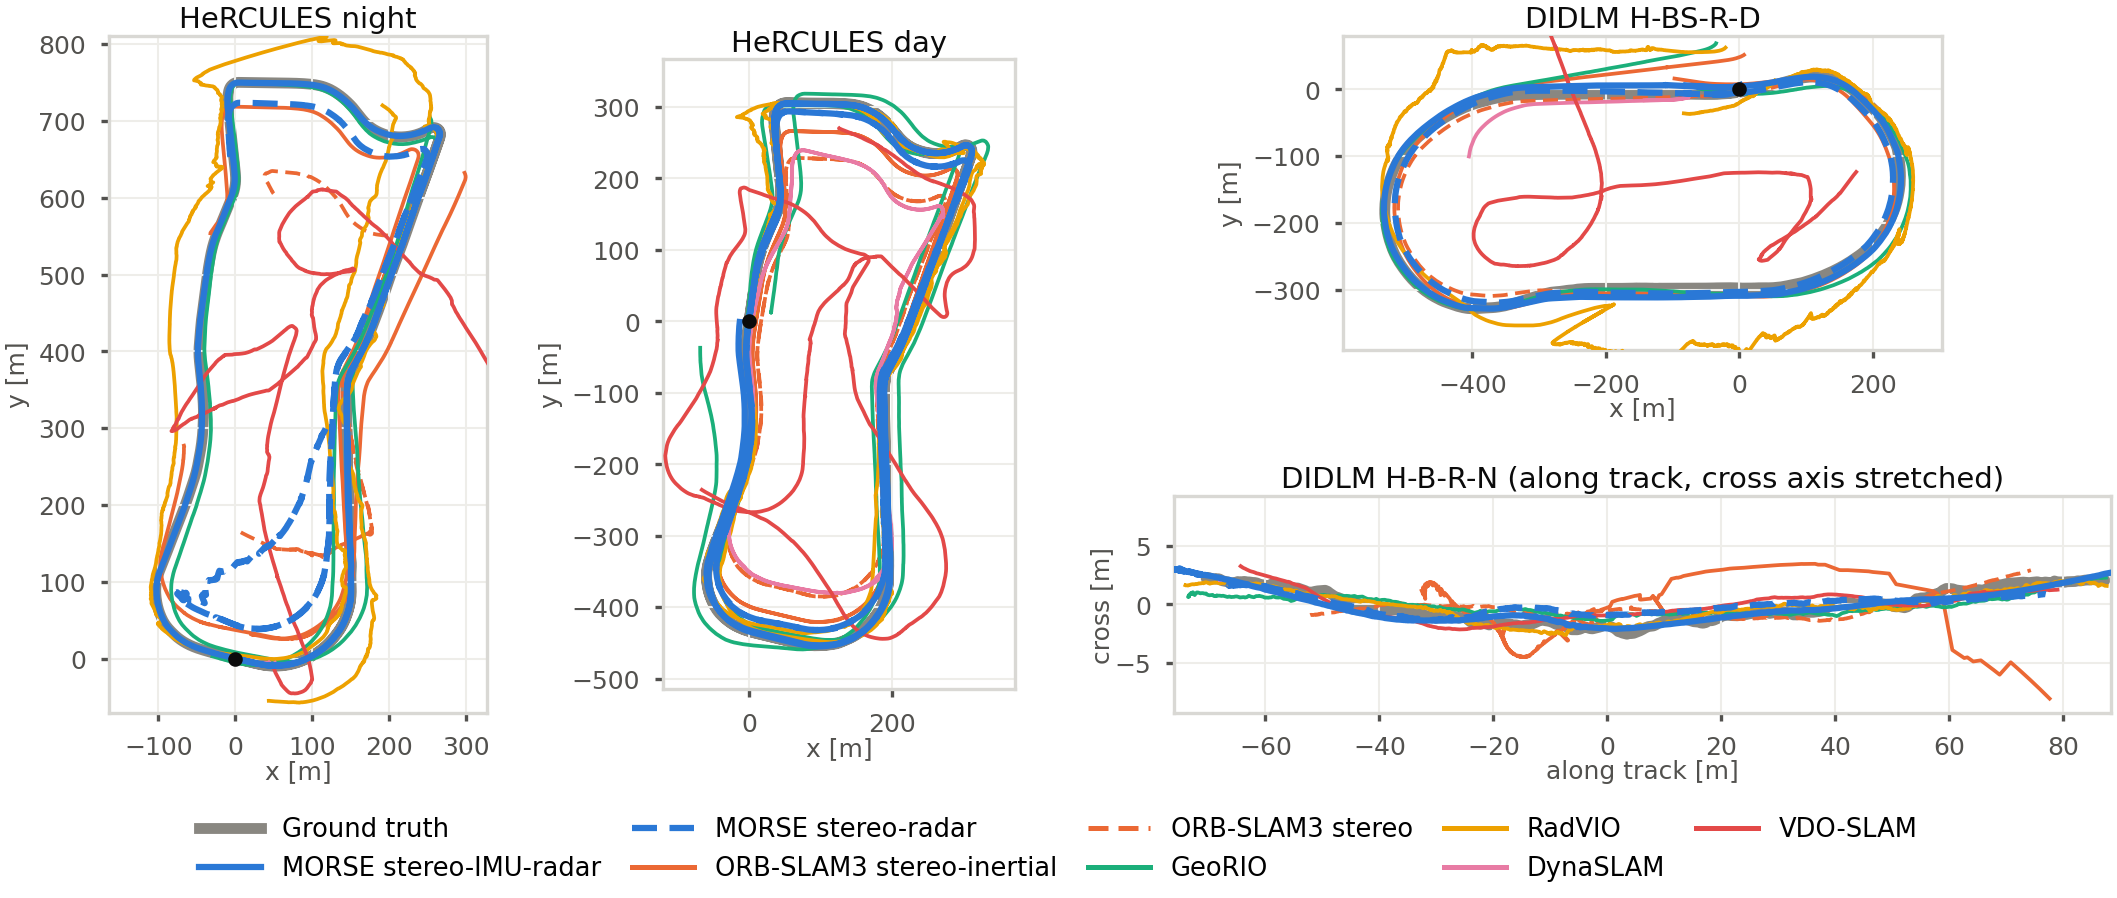 HeRCULES night
800
700
600
500
400
300
200
100
0
y [m]
−100 0 100 200 300
x [m]
HeRCULES day
300
200
100
0
−100
−200
−300
−400
−500
y [m]
0 200
x [m]
DIDLM H-BS-R-D
0
−100
−200
−300
y [m]
−400 −200 0 200
x [m]
DIDLM H-B-R-N (along track, cross axis stretched)
5
0
−5
cross [m]
−60 −40 −20 0 20 40 60 80
along track [m]
Ground truth
MORSE stereo-IMU-radar
MORSE stereo-radar
ORB-SLAM3 stereo-inertial
ORB-SLAM3 stereo
GeoRIO
RadVIO
DynaSLAM
VDO-SLAM